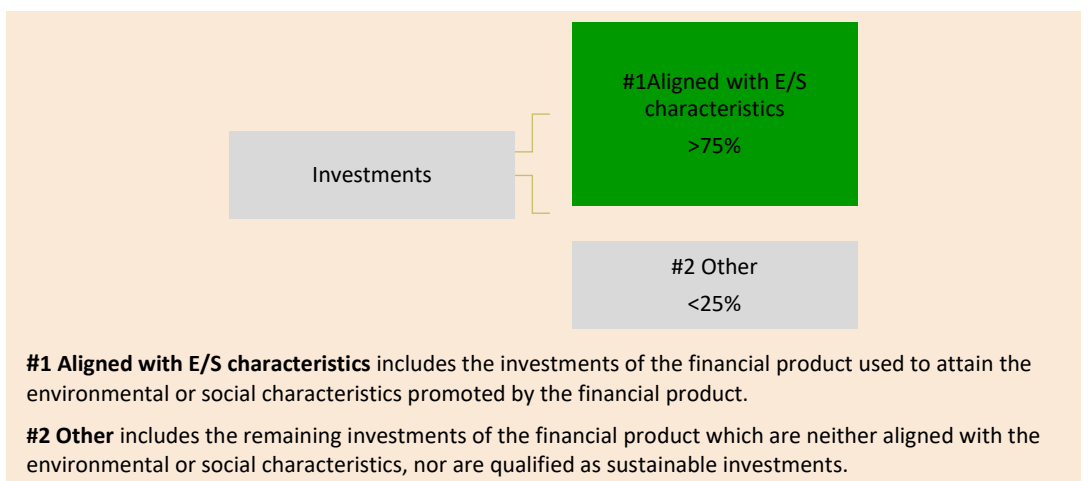 #1Aligned with E/S
characteristics
>75%
Investments
#2 Other
<25%
#1 Aligned with E/S characteristics includes the investments of the financial product used to attain the
environmental or social characteristics promoted by the financial product.
#2 Other includes the remaining investments of the financial product which are neither aligned with the
environmental or social characteristics, nor are qualified as sustainable investments.